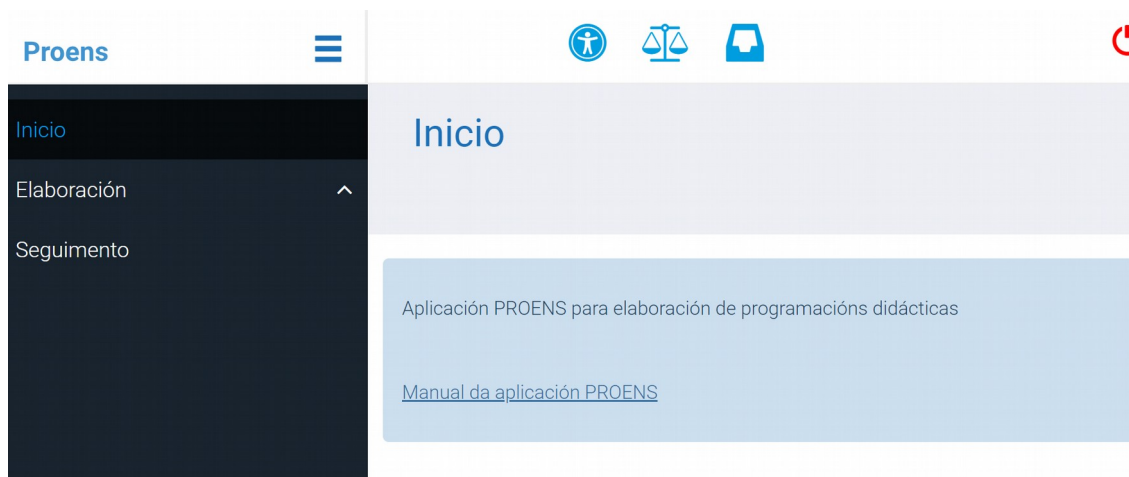 Proens
Inicio
Elaboración
Seguimento
Inicio
Aplicación PROENS para elaboración de programacións didácticas
Manual da aplicación PROENS